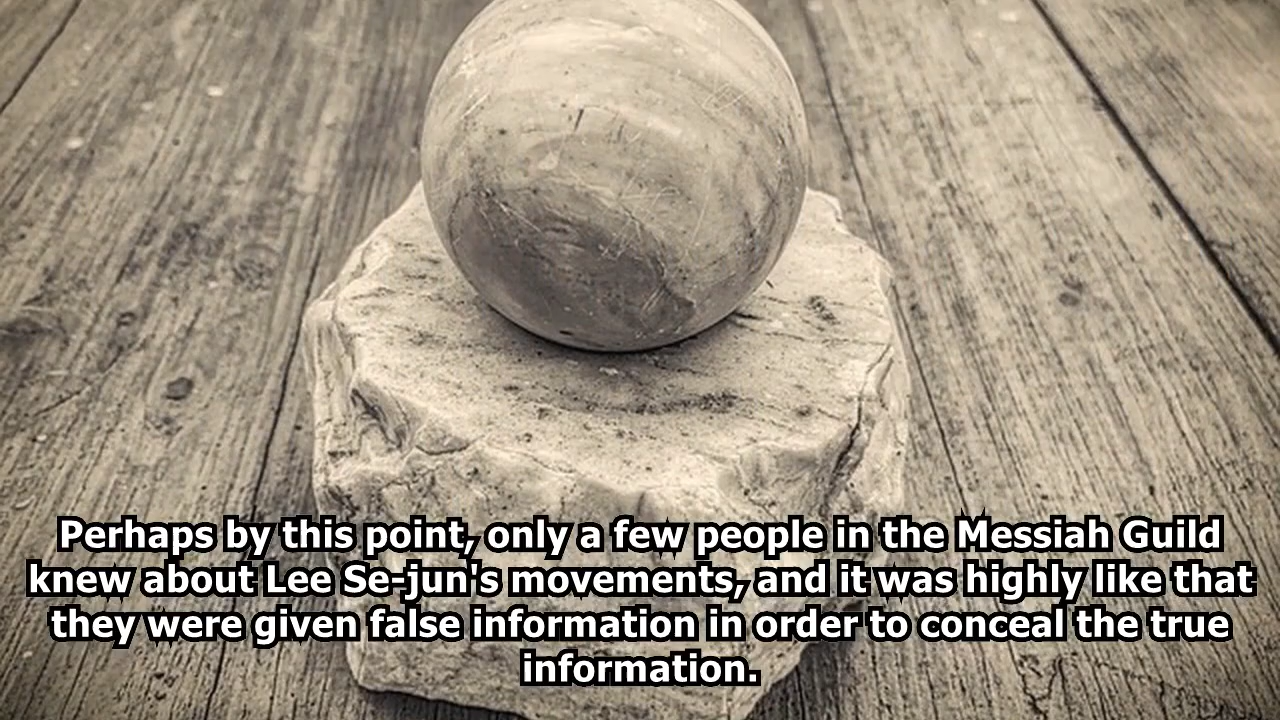 Perhaps by this point, only a few people in the Messiah Guild
knew about Lee Se-jun's movements, and it was highly like that
they were given false information in order to conceal the true
information.